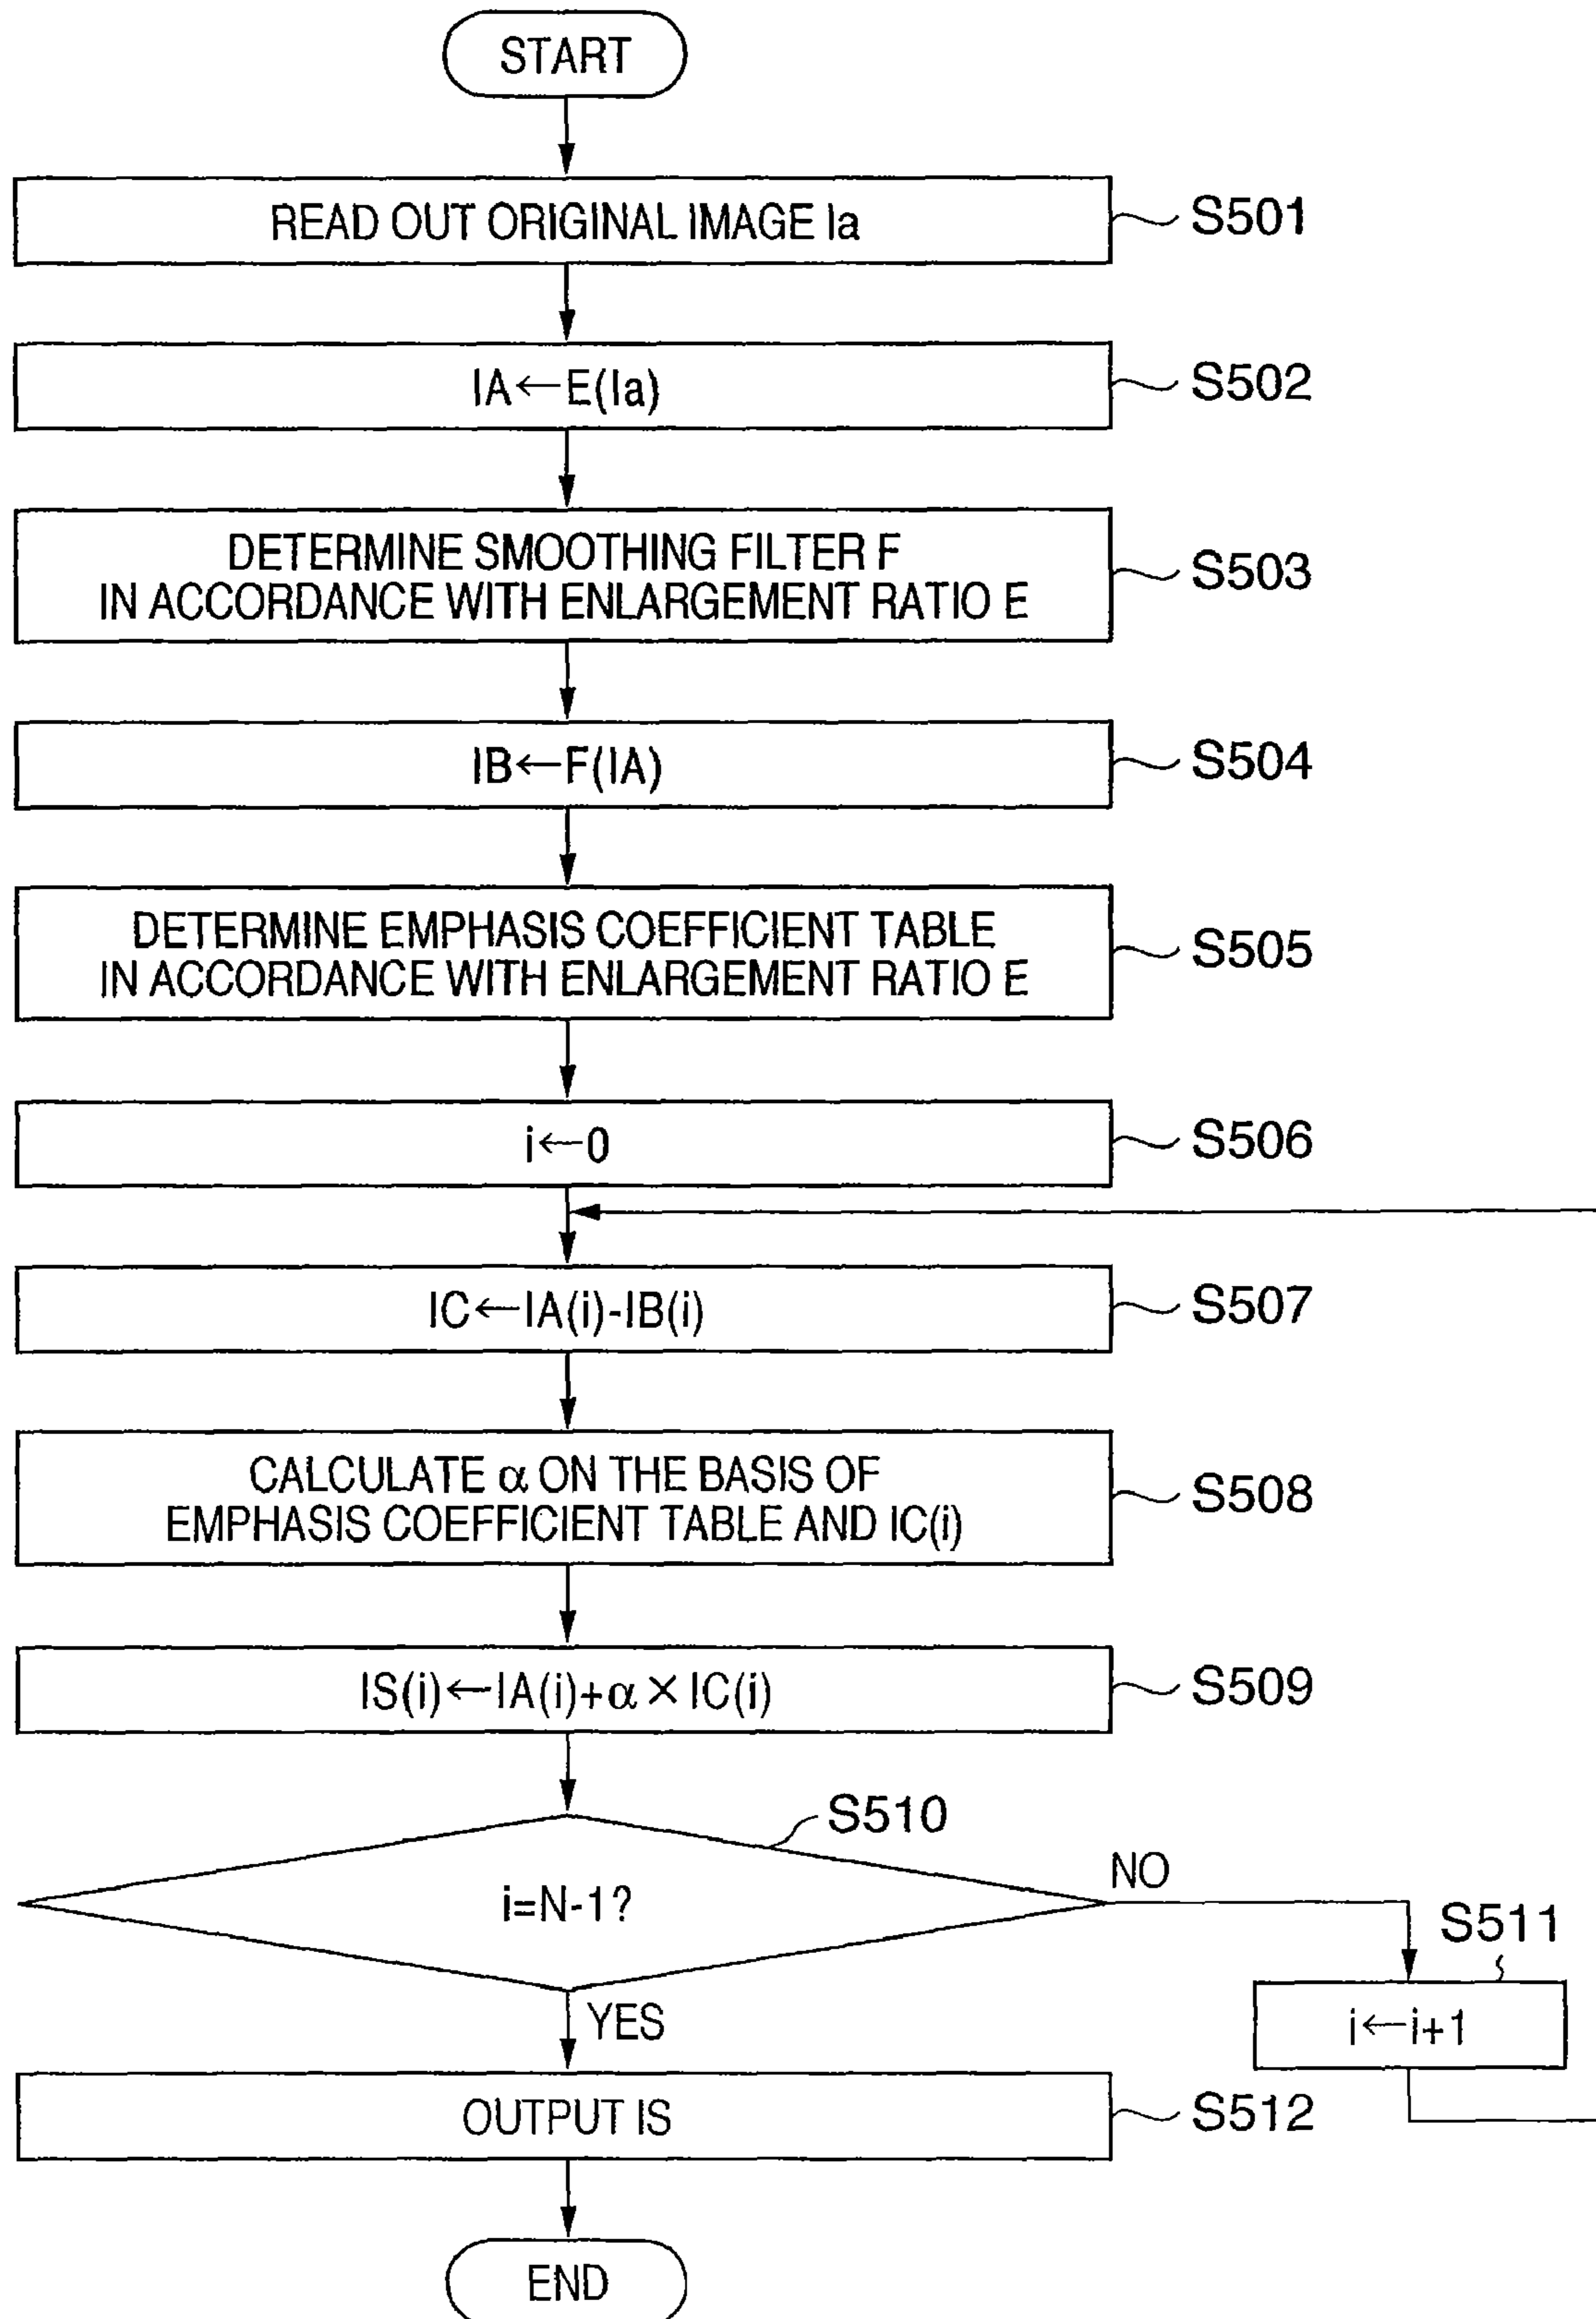 START
READ OUT ORIGINAL IMAGE Ia
S501
IA←E(Ia)
S502
DETERMINE SMOOTHING FILTER F
IN ACCORDANCE WITH ENLARGEMENT RATIO E
S503
IB←F(IA)
S504
DETERMINE EMPHASIS COEFFICIENT TABLE
IN ACCORDANCE WITH ENLARGEMENT RATIO E
S505
i←0
S506
IC←IA(i)-IB(i)
S507
CALCULATE α ON THE BASIS OF
EMPHASIS COEFFICIENT TABLE AND IC(i)
S508
IS(i)←IA(i)+α×IC(i)
S509
S510
i=N-1?
NO
S511
i←i+1
YES
OUTPUT IS
S512
END